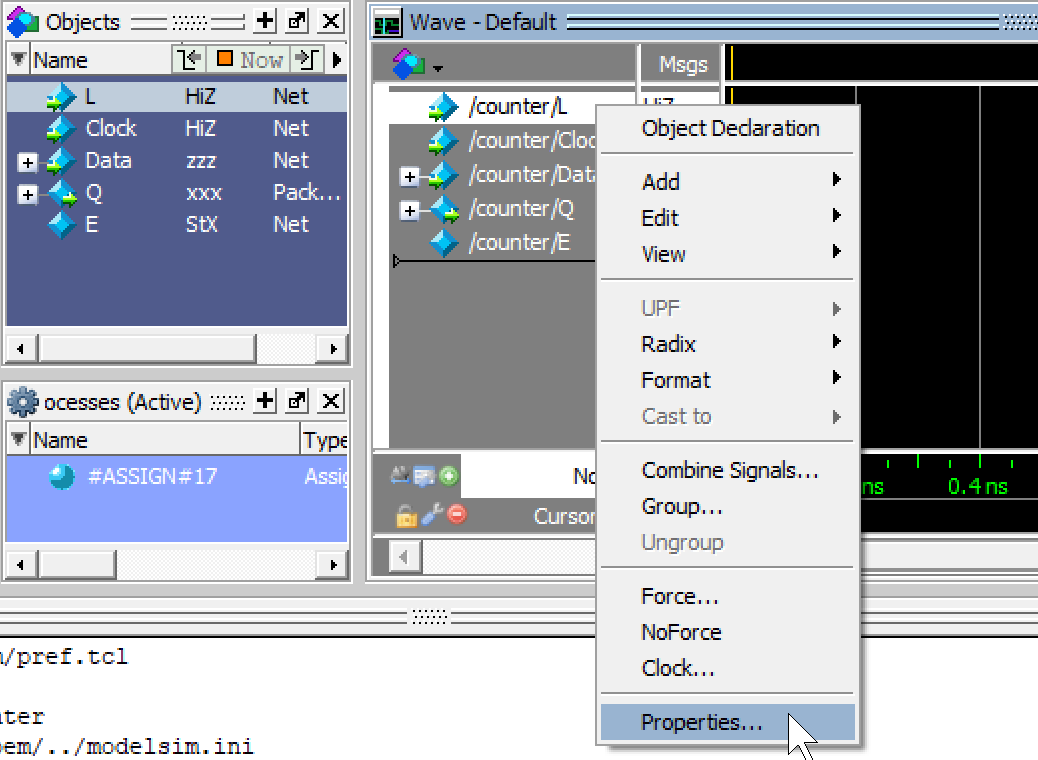 Objects
Name Now
L HiZ Net
Clock HiZ Net
Data zzz Net
Q xxx Pack...
E StX Net
ocesses (Active)
Name Type
#ASSIGN#17 Assig
Wave - Default
Msgs
/counter/L HiZ
/counter/Cloc
/counter/Data
/counter/Q
/counter/E
No
Cursor
ns 0.4 ns
Object Declaration
Add
Edit
View
UPF
Radix
Format
Cast to
Combine Signals...
Group...
Ungroup
Force...
NoForce
Clock...
Properties...
/pref.tcl
nter
oem/../modelsim.ini